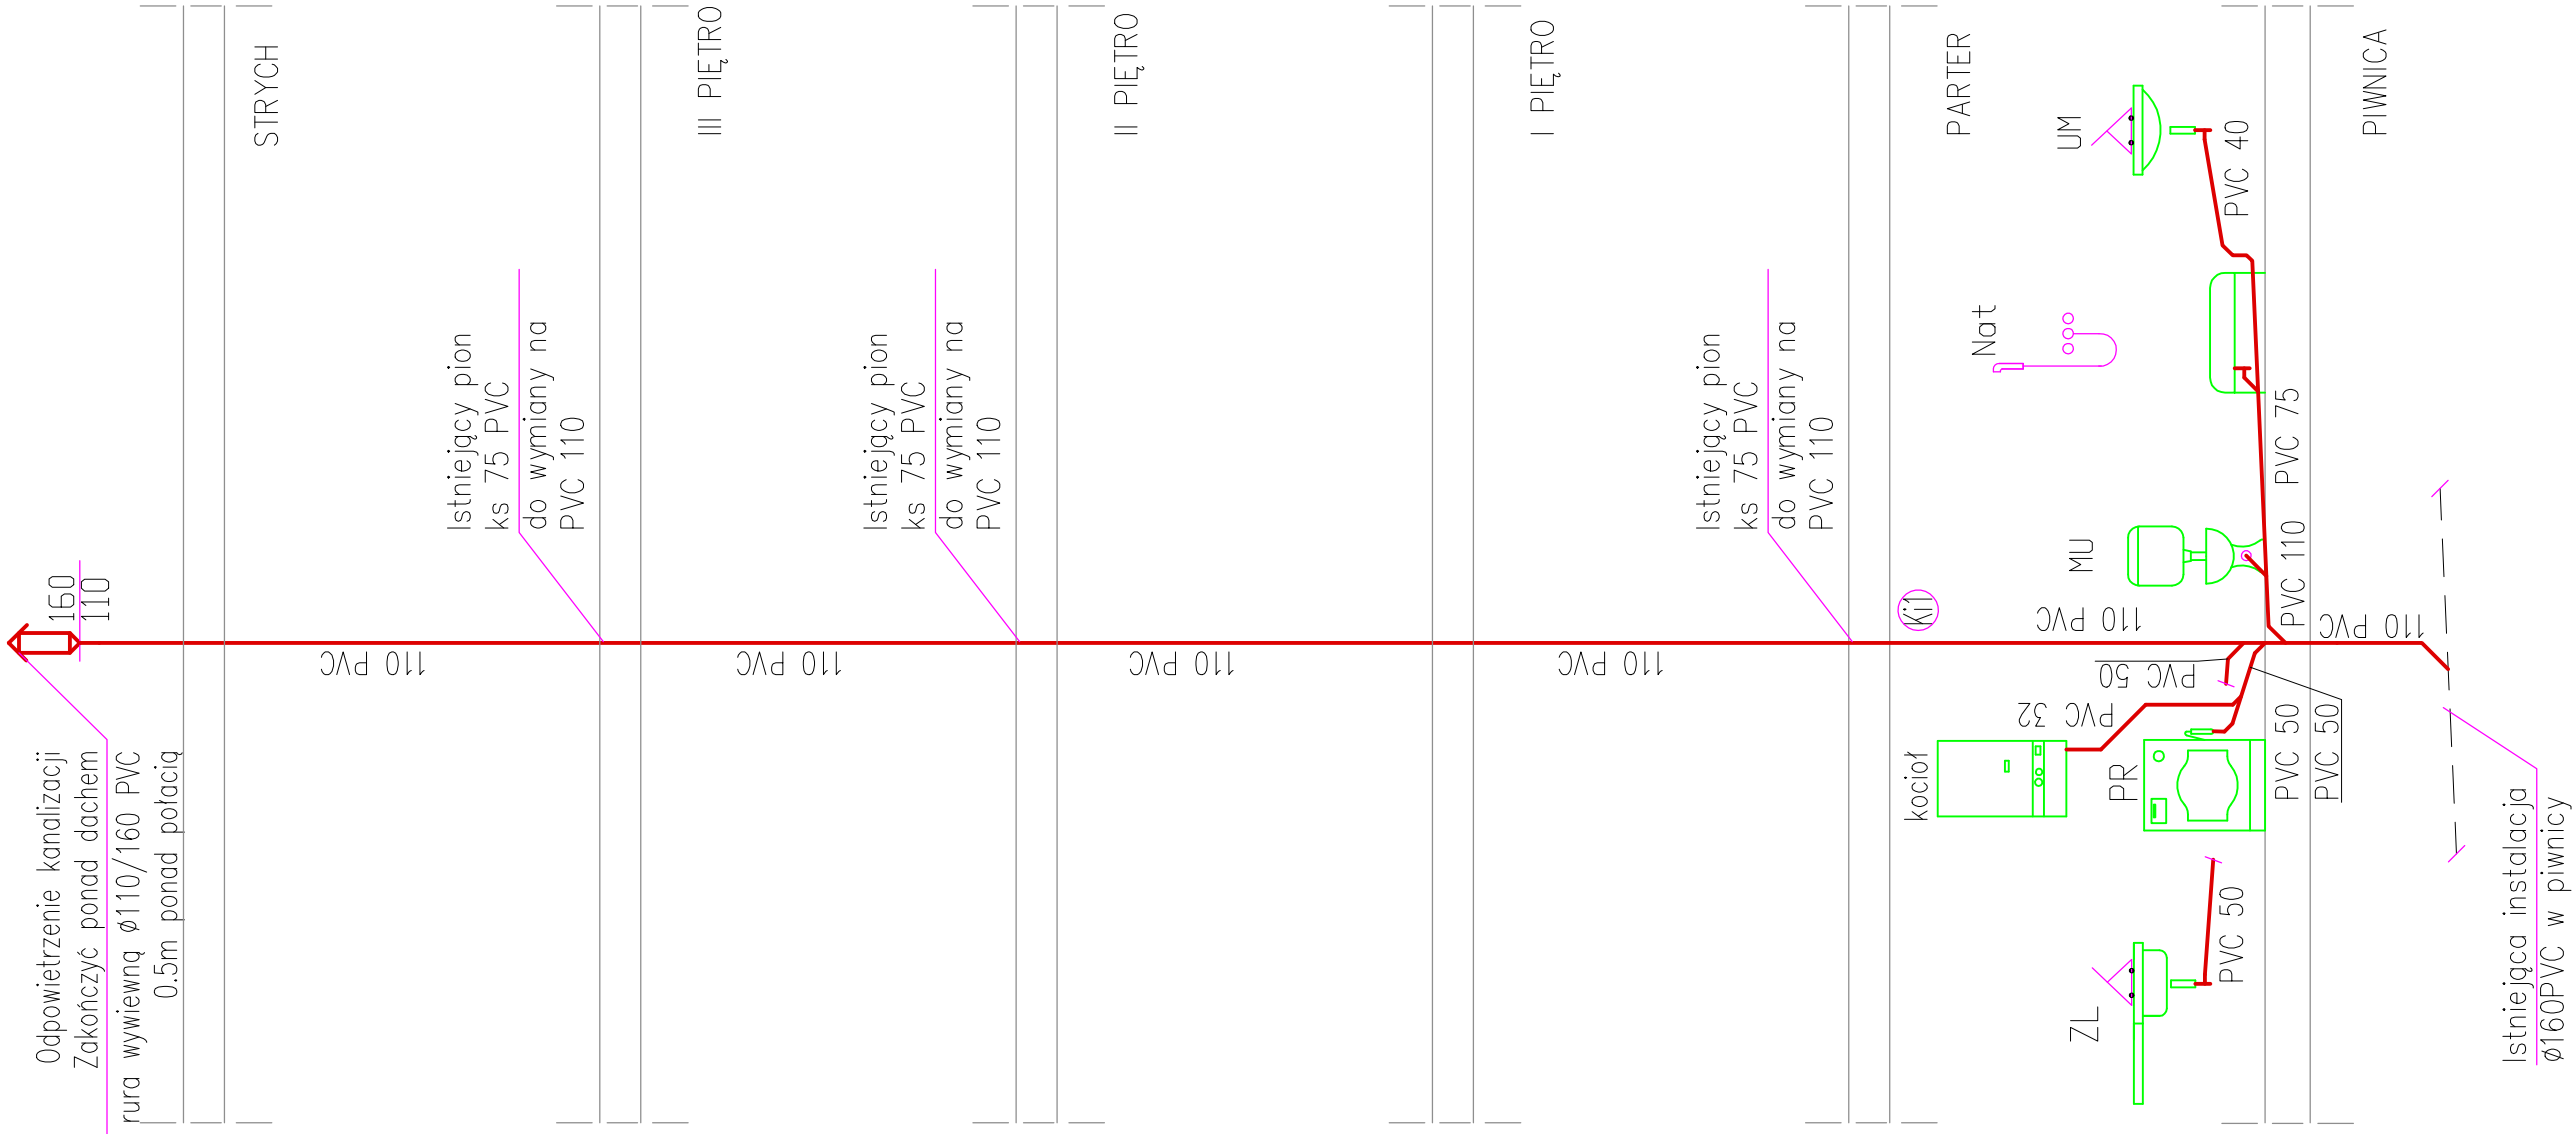 160
110
Odpowietrzenie kanalizacji
Zakończyć ponad dachem
rura wywiewną ø110/160 PVC
0.5m ponad połacią
STRYCH
110 PVC
Istniejący pion
ks 75 PVC
do wymiany na
PVC 110
III PIĘTRO
110 PVC
Istniejący pion
ks 75 PVC
do wymiany na
PVC 110
II PIĘTRO
110 PVC
I PIĘTRO
110 PVC
Istniejący pion
ks 75 PVC
do wymiany na
PVC 110
PARTER
Ki1
kocioł
Nat
110 PVC
PVC 32
PVC 50
ZL
MU
UM
PR
PVC 50
PVC 40
PVC 50
PVC 50
PVC 110
PVC 75
110 PVC
PIWNICA
Istniejąca instalacja
ø160PVC w piwnicy